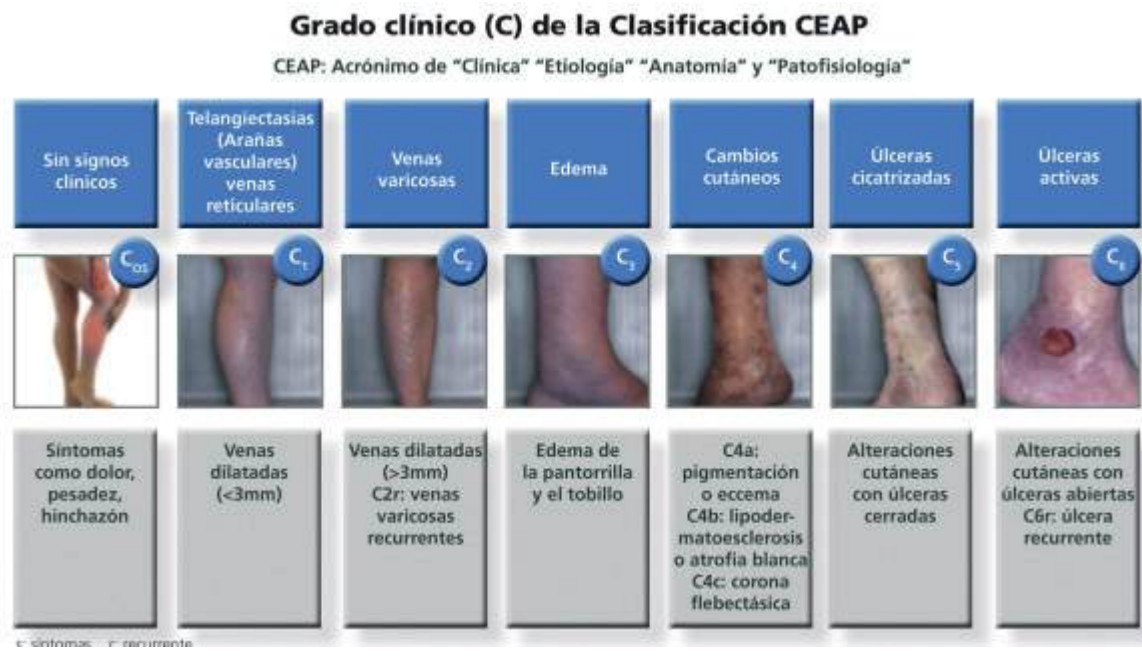 Grado clínico (C) de la Clasificación CEAP
CEAP: Acrónimo de "Clínica" "Etiología" "Anatomía" y "Patofisiología"
Sin signos
clínicos
Telangiectasias
(Arañas
vasculares)
venas
reticulares
Venas
varicosas
Edema
Cambios
cutáneos
Úlceras
cicatrizadas
Úlceras
activas
C0S
C1
C2
C3
C4
C5
C6
Síntomas
como dolor,
pesadez,
hinchazón
Venas
dilatadas
(<3mm)
Venas dilatadas
(>3mm)
C2r: venas
varicosas
recurrentes
Edema de
la pantorrilla
y el tobillo
C4a:
pigmentación
o eccema
C4b: lipoder-
matoesclerosis
o atrofia blanca
C4c: corona
flebectásica
Alteraciones
cutáneas
con úlceras
cerradas
Alteraciones
cutáneas con
úlceras abiertas
C6r: úlcera
recurrente
s: síntomas r: recurrente